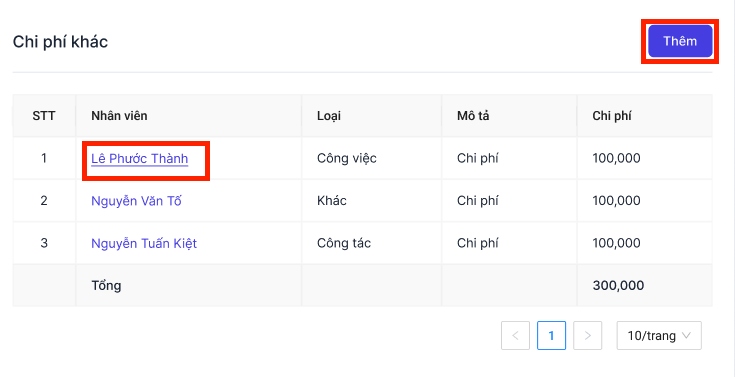 Chi phí khác Thêm
STT Nhân viên Loại Mô tả Chi phí
1 Lê Phước Thành Công việc Chi phí 100,000
2 Nguyễn Văn Tố Khác Chi phí 100,000
3 Nguyễn Tuấn Kiệt Công tác Chi phí 100,000
Tổng 300,000
< 1 > 10/trang